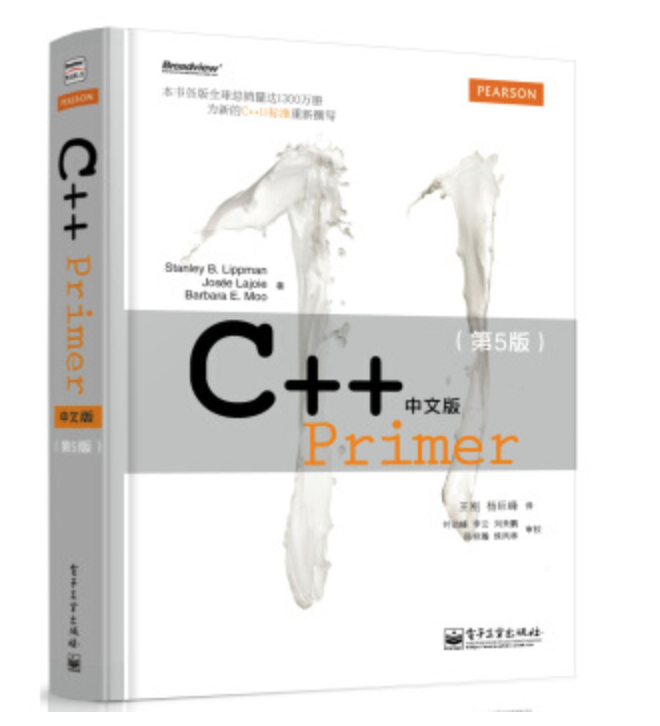 Broadview
PEARSON
本书各版全球总销量达1300万册
为新的C++11标准重新撰写
Stanley B. Lippman
Josée Lajoie 著
Barbara E. Moo
(第5版)
C++ 中文版
Primer
王刚 杨巨峰 译
审校
电子工业出版社
PEARSON
C++ Primer
中文版
(第5版)
电子工业出版社